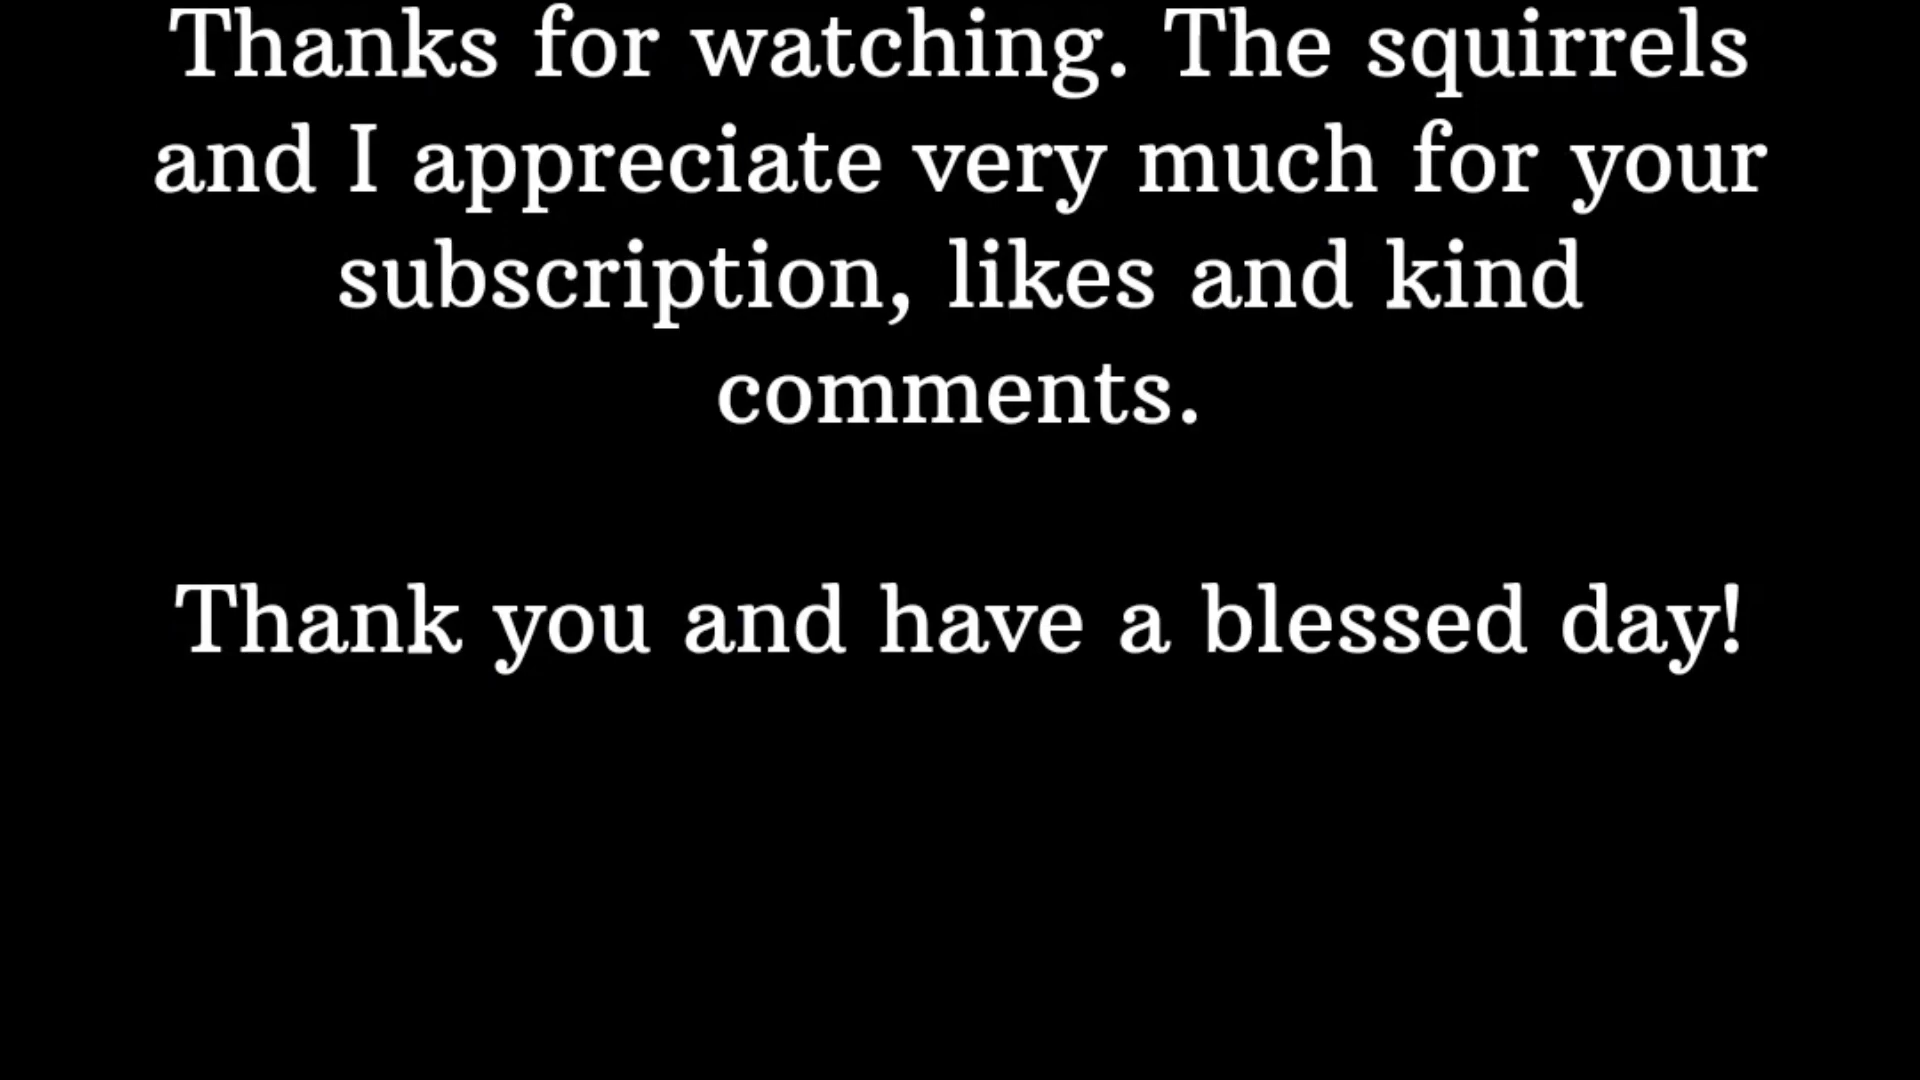 Thanks for watching. The squirrels
and I appreciate very much for your
subscription, likes and kind
comments.
Thank you and have a blessed day!